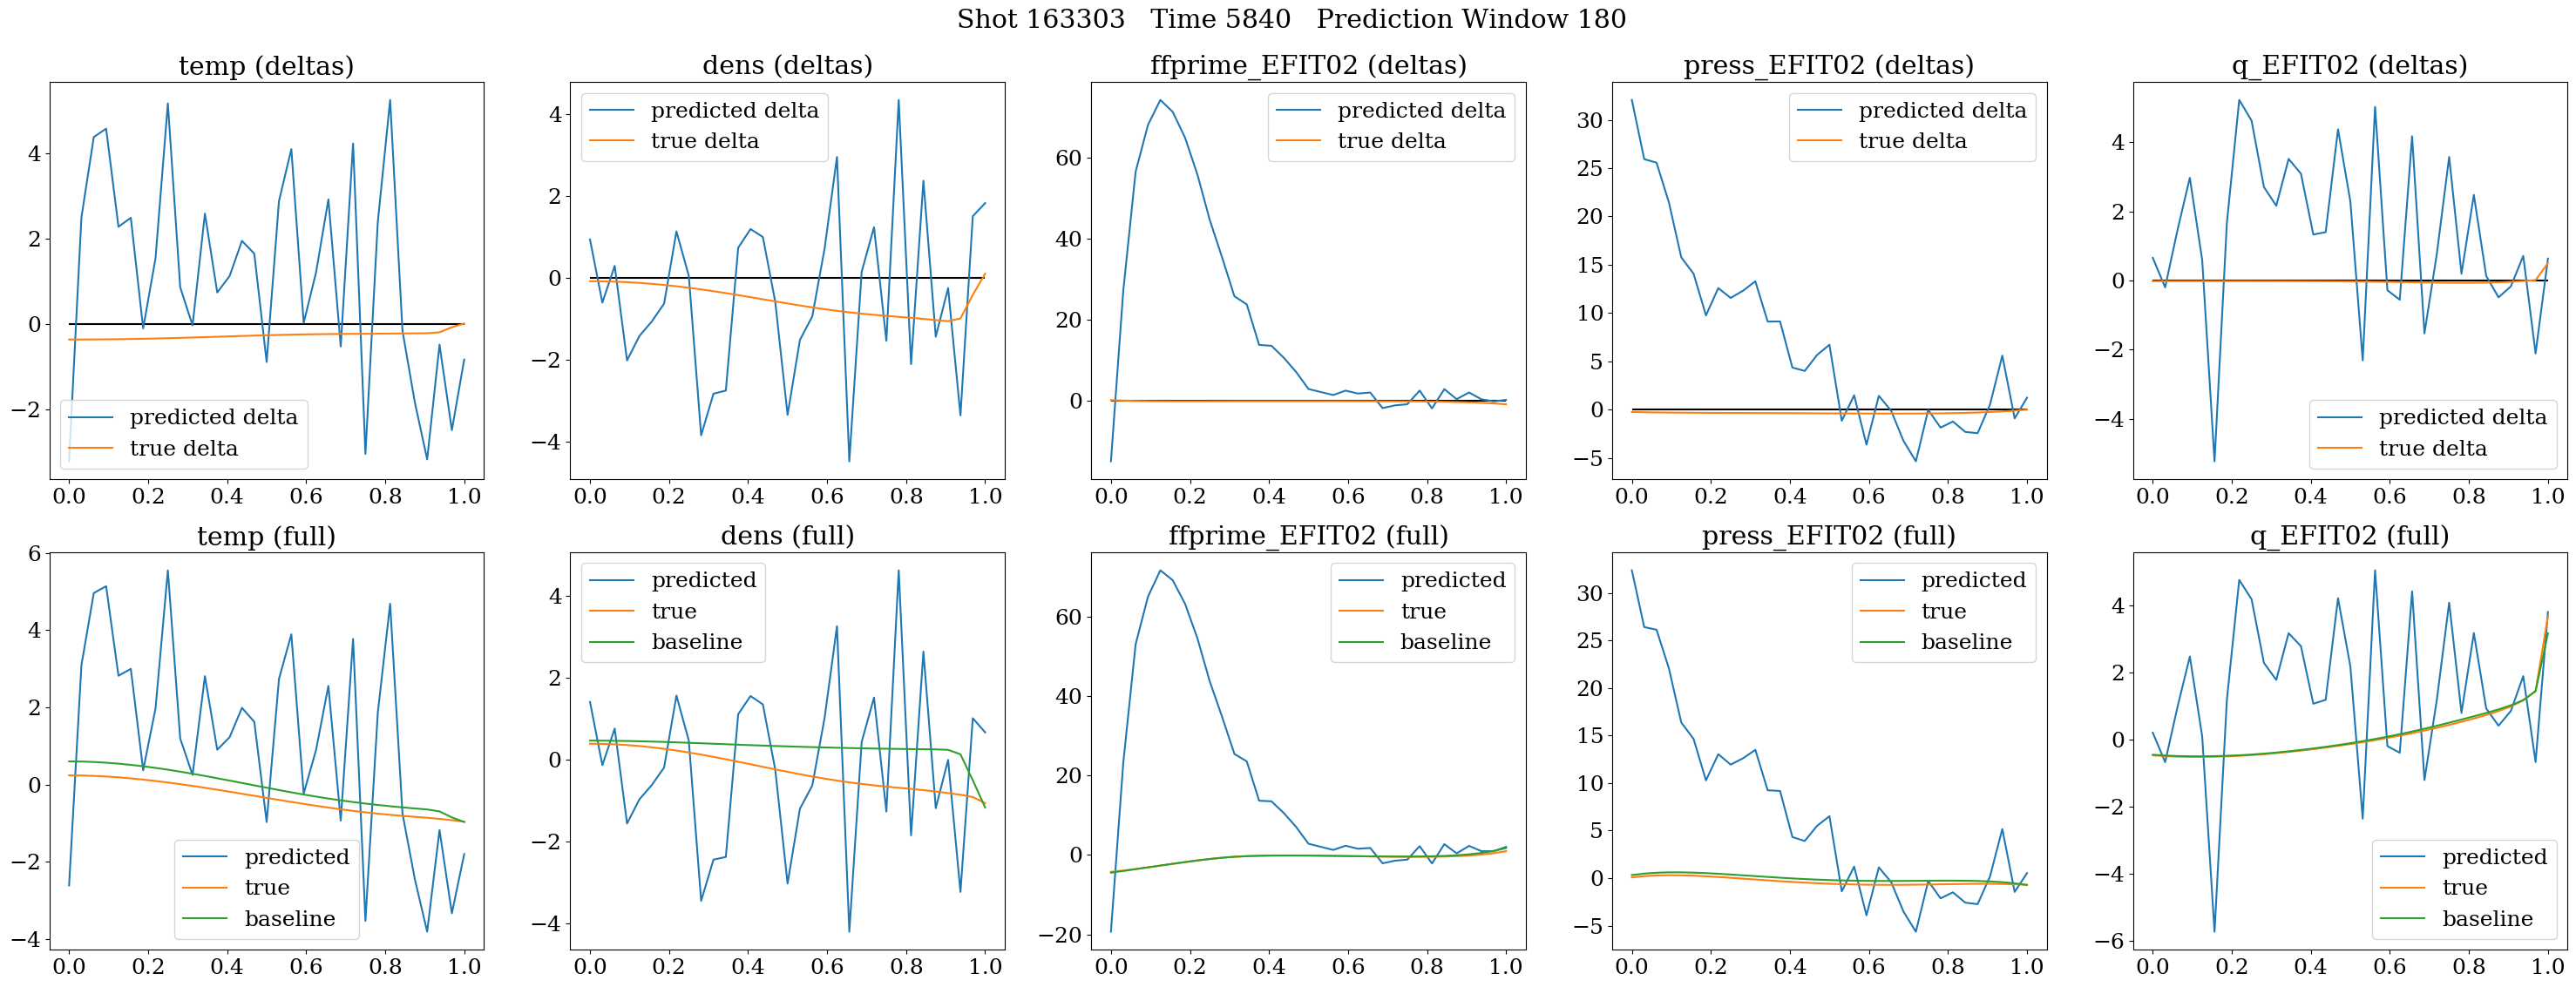 Shot 163303   Time 5840   Prediction Window 180
temp (deltas)
4
2
0
−2
predicted delta
true delta
0.0 0.2 0.4 0.6 0.8 1.0
dens (deltas)
predicted delta
true delta
4
2
0
−2
−4
0.0 0.2 0.4 0.6 0.8 1.0
ffprime_EFIT02 (deltas)
predicted delta
true delta
60
40
20
0
0.0 0.2 0.4 0.6 0.8 1.0
press_EFIT02 (deltas)
predicted delta
true delta
30
25
20
15
10
5
0
−5
0.0 0.2 0.4 0.6 0.8 1.0
q_EFIT02 (deltas)
4
2
0
−2
−4
predicted delta
true delta
0.0 0.2 0.4 0.6 0.8 1.0
temp (full)
6
4
2
0
−2
−4
predicted
true
baseline
0.0 0.2 0.4 0.6 0.8 1.0
dens (full)
predicted
true
baseline
4
2
0
−2
−4
0.0 0.2 0.4 0.6 0.8 1.0
ffprime_EFIT02 (full)
predicted
true
baseline
60
40
20
0
−20
0.0 0.2 0.4 0.6 0.8 1.0
press_EFIT02 (full)
predicted
true
baseline
30
25
20
15
10
5
0
−5
0.0 0.2 0.4 0.6 0.8 1.0
q_EFIT02 (full)
4
2
0
−2
−4
−6
predicted
true
baseline
0.0 0.2 0.4 0.6 0.8 1.0